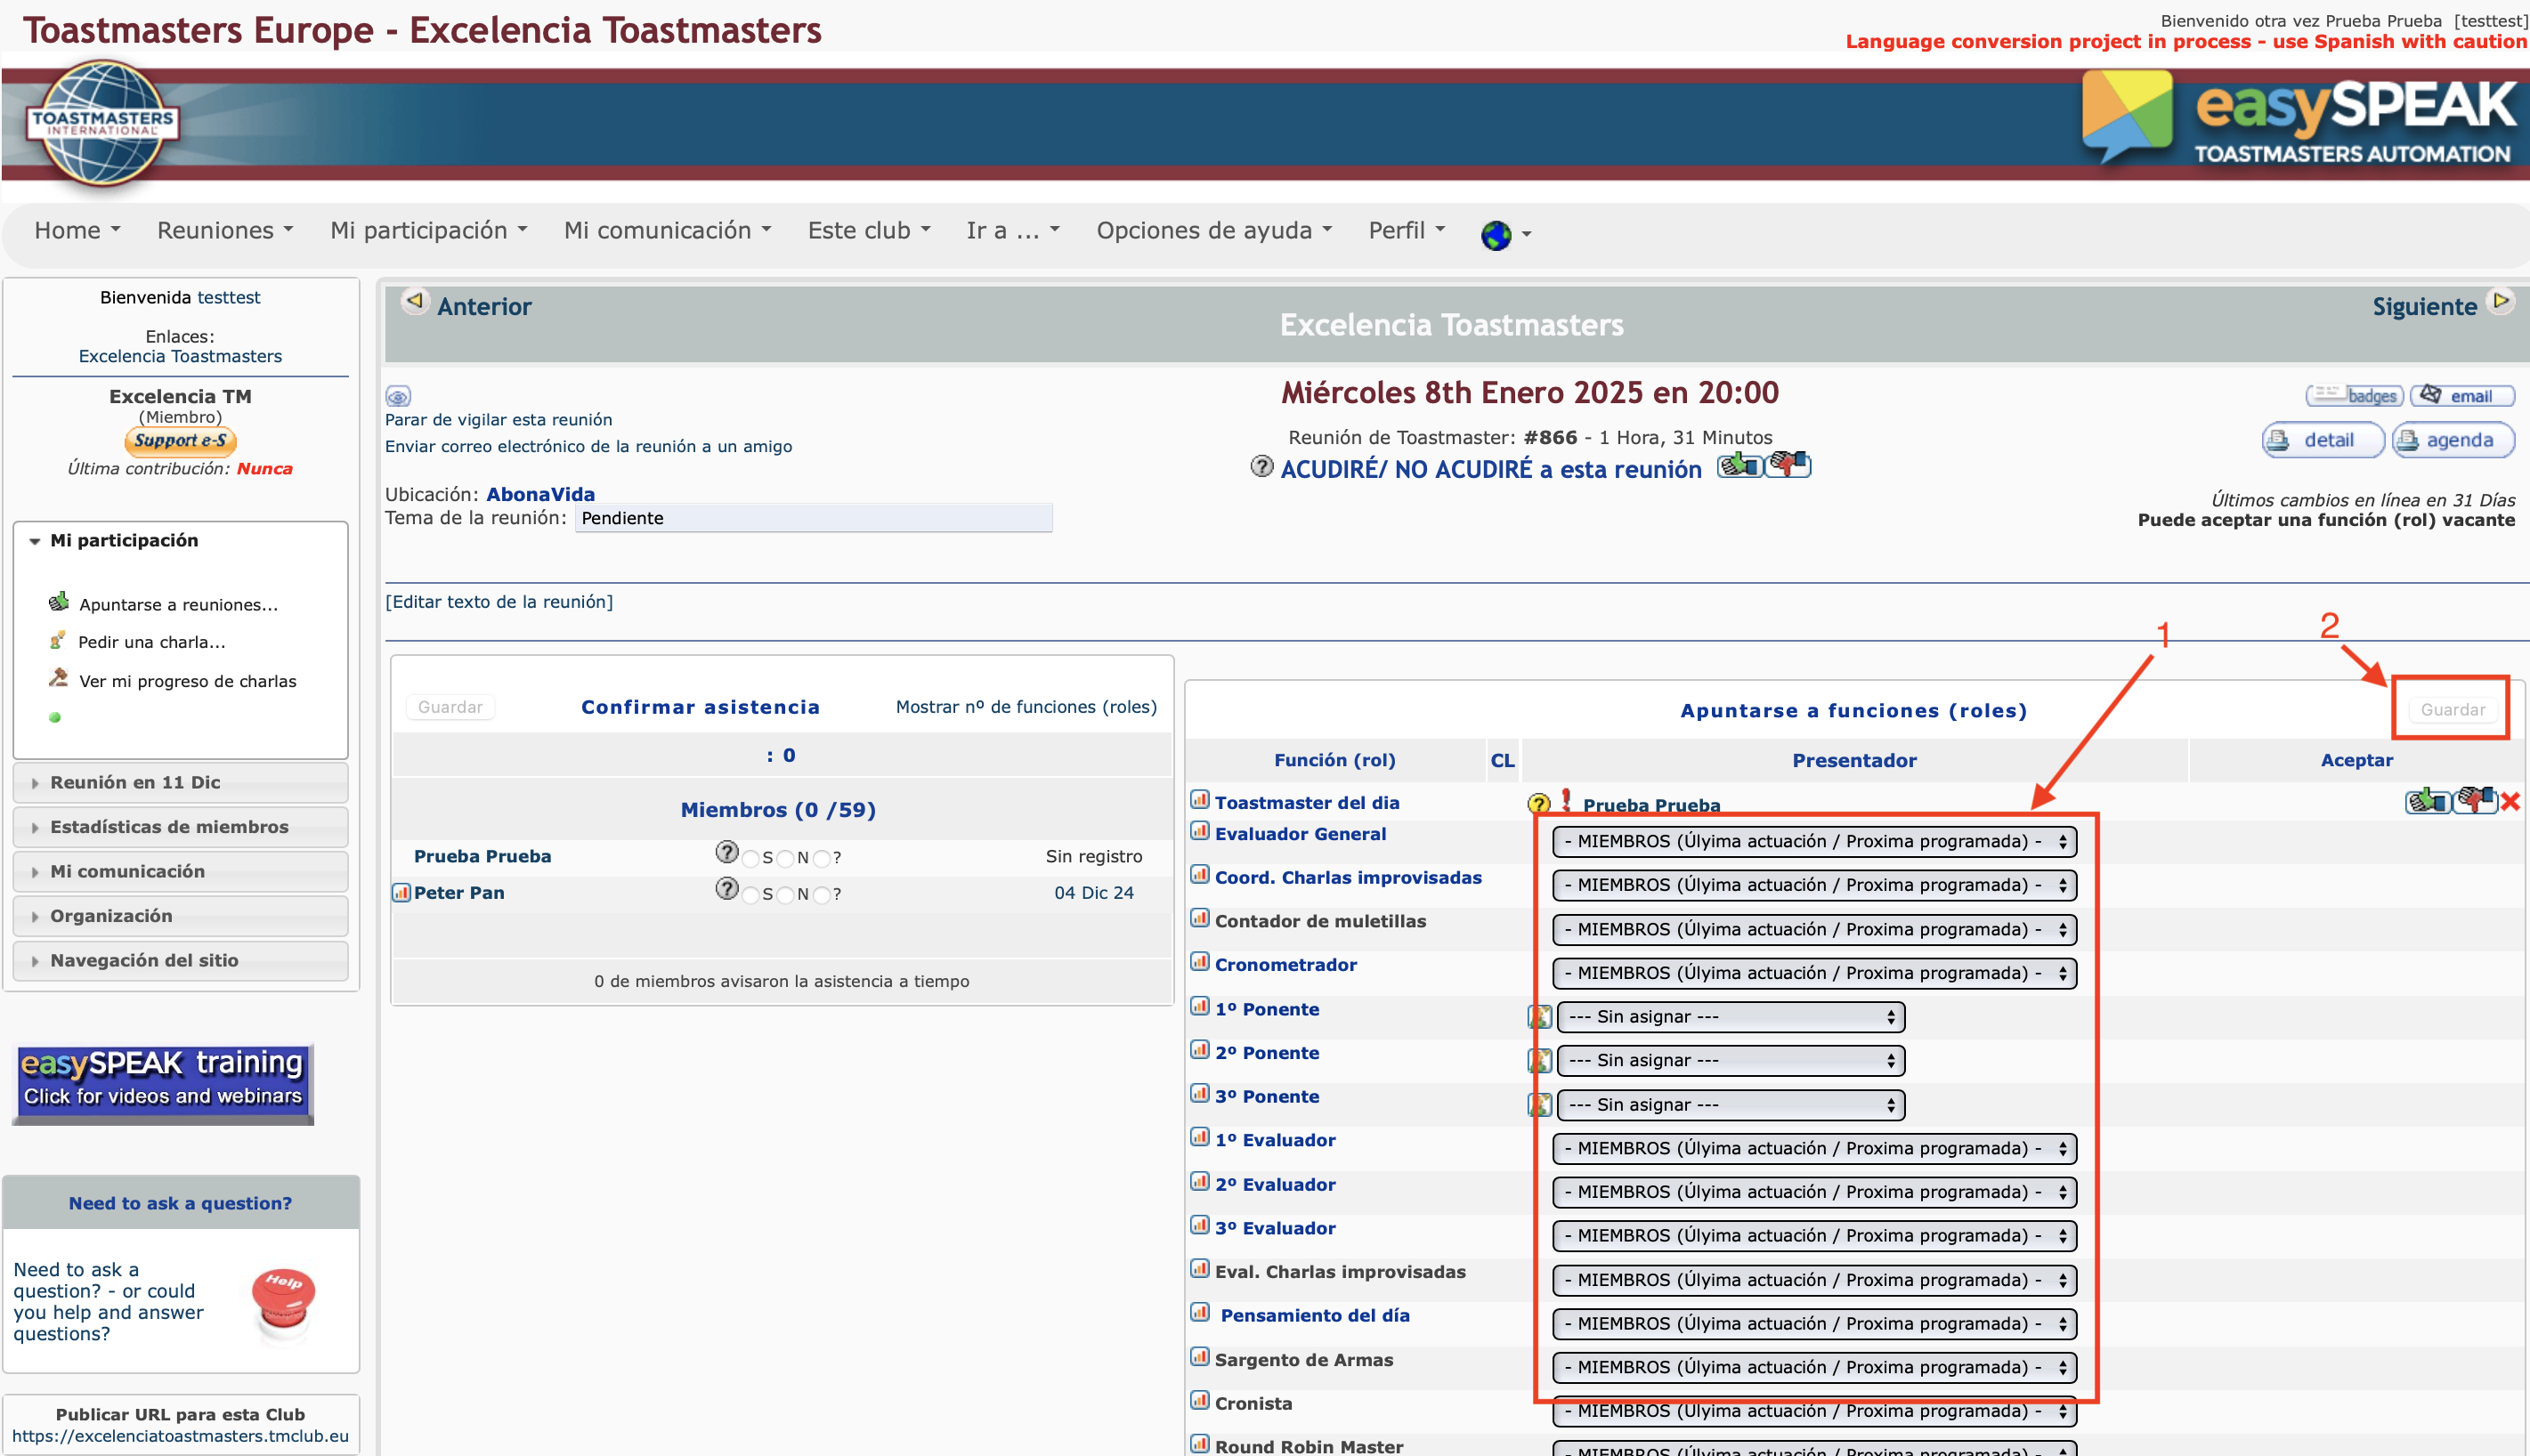 Toastmasters Europe - Excelencia Toastmasters
Bienvenido otra vez Prueba Prueba [testtest]
Language conversion project in process - use Spanish with caution
TOASTMASTERS
INTERNATIONAL
easySPEAK
TOASTMASTERS AUTOMATION
Home Reuniones Mi participación Mi comunicación Este club Ir a ... Opciones de ayuda Perfil
Bienvenida testtest
Enlaces:
Excelencia Toastmasters
Excelencia TM
(Miembro)
Support e-S
Última contribución: Nunca
Mi participación
Apuntarse a reuniones...
Pedir una charla...
Ver mi progreso de charlas
Reunión en 11 Dic
Estadísticas de miembros
Mi comunicación
Organización
Navegación del sitio
easySPEAK training
Click for videos and webinars
Need to ask a question?
Need to ask a
question? - or could
you help and answer
questions?
Help
Publicar URL para esta Club
https://excelenciatoastmasters.tmclub.eu
Anterior
Excelencia Toastmasters
Siguiente
Parar de vigilar esta reunión
Enviar correo electrónico de la reunión a un amigo
Ubicación: AbonaVida
Tema de la reunión: Pendiente
Miércoles 8th Enero 2025 en 20:00
Reunión de Toastmaster: #866 - 1 Hora, 31 Minutos
? ACUDIRÉ/ NO ACUDIRÉ a esta reunión
badges email
detail agenda
Últimos cambios en línea en 31 Días
Puede aceptar una función (rol) vacante
[Editar texto de la reunión]
1
2
Guardar Confirmar asistencia Mostrar nº de funciones (roles)
: 0
Miembros (0 /59)
Prueba Prueba ? S N ? Sin registro
Peter Pan ? S N ? 04 Dic 24
0 de miembros avisaron la asistencia a tiempo
Apuntarse a funciones (roles) Guardar
Función (rol) CL Presentador Aceptar
Toastmaster del dia ? ! Prueba Prueba
Evaluador General - MIEMBROS (Úlyima actuación / Proxima programada) -
Coord. Charlas improvisadas - MIEMBROS (Úlyima actuación / Proxima programada) -
Contador de muletillas - MIEMBROS (Úlyima actuación / Proxima programada) -
Cronometrador - MIEMBROS (Úlyima actuación / Proxima programada) -
1º Ponente --- Sin asignar ---
2º Ponente --- Sin asignar ---
3º Ponente --- Sin asignar ---
1º Evaluador - MIEMBROS (Úlyima actuación / Proxima programada) -
2º Evaluador - MIEMBROS (Úlyima actuación / Proxima programada) -
3º Evaluador - MIEMBROS (Úlyima actuación / Proxima programada) -
Eval. Charlas improvisadas - MIEMBROS (Úlyima actuación / Proxima programada) -
Pensamiento del día - MIEMBROS (Úlyima actuación / Proxima programada) -
Sargento de Armas - MIEMBROS (Úlyima actuación / Proxima programada) -
Cronista - MIEMBROS (Úlyima actuación / Proxima programada) -
Round Robin Master - MIEMBROS (Úlyima actuación / Proxima programada) -